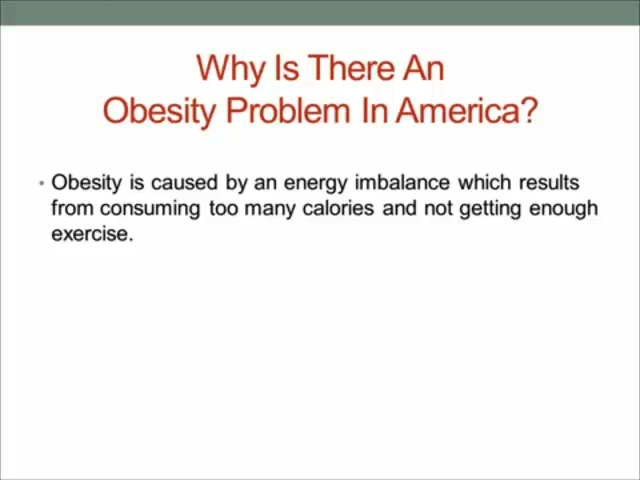 Why Is There An
Obesity Problem In America?
• Obesity is caused by an energy imbalance which results
from consuming too many calories and not getting enough
exercise.